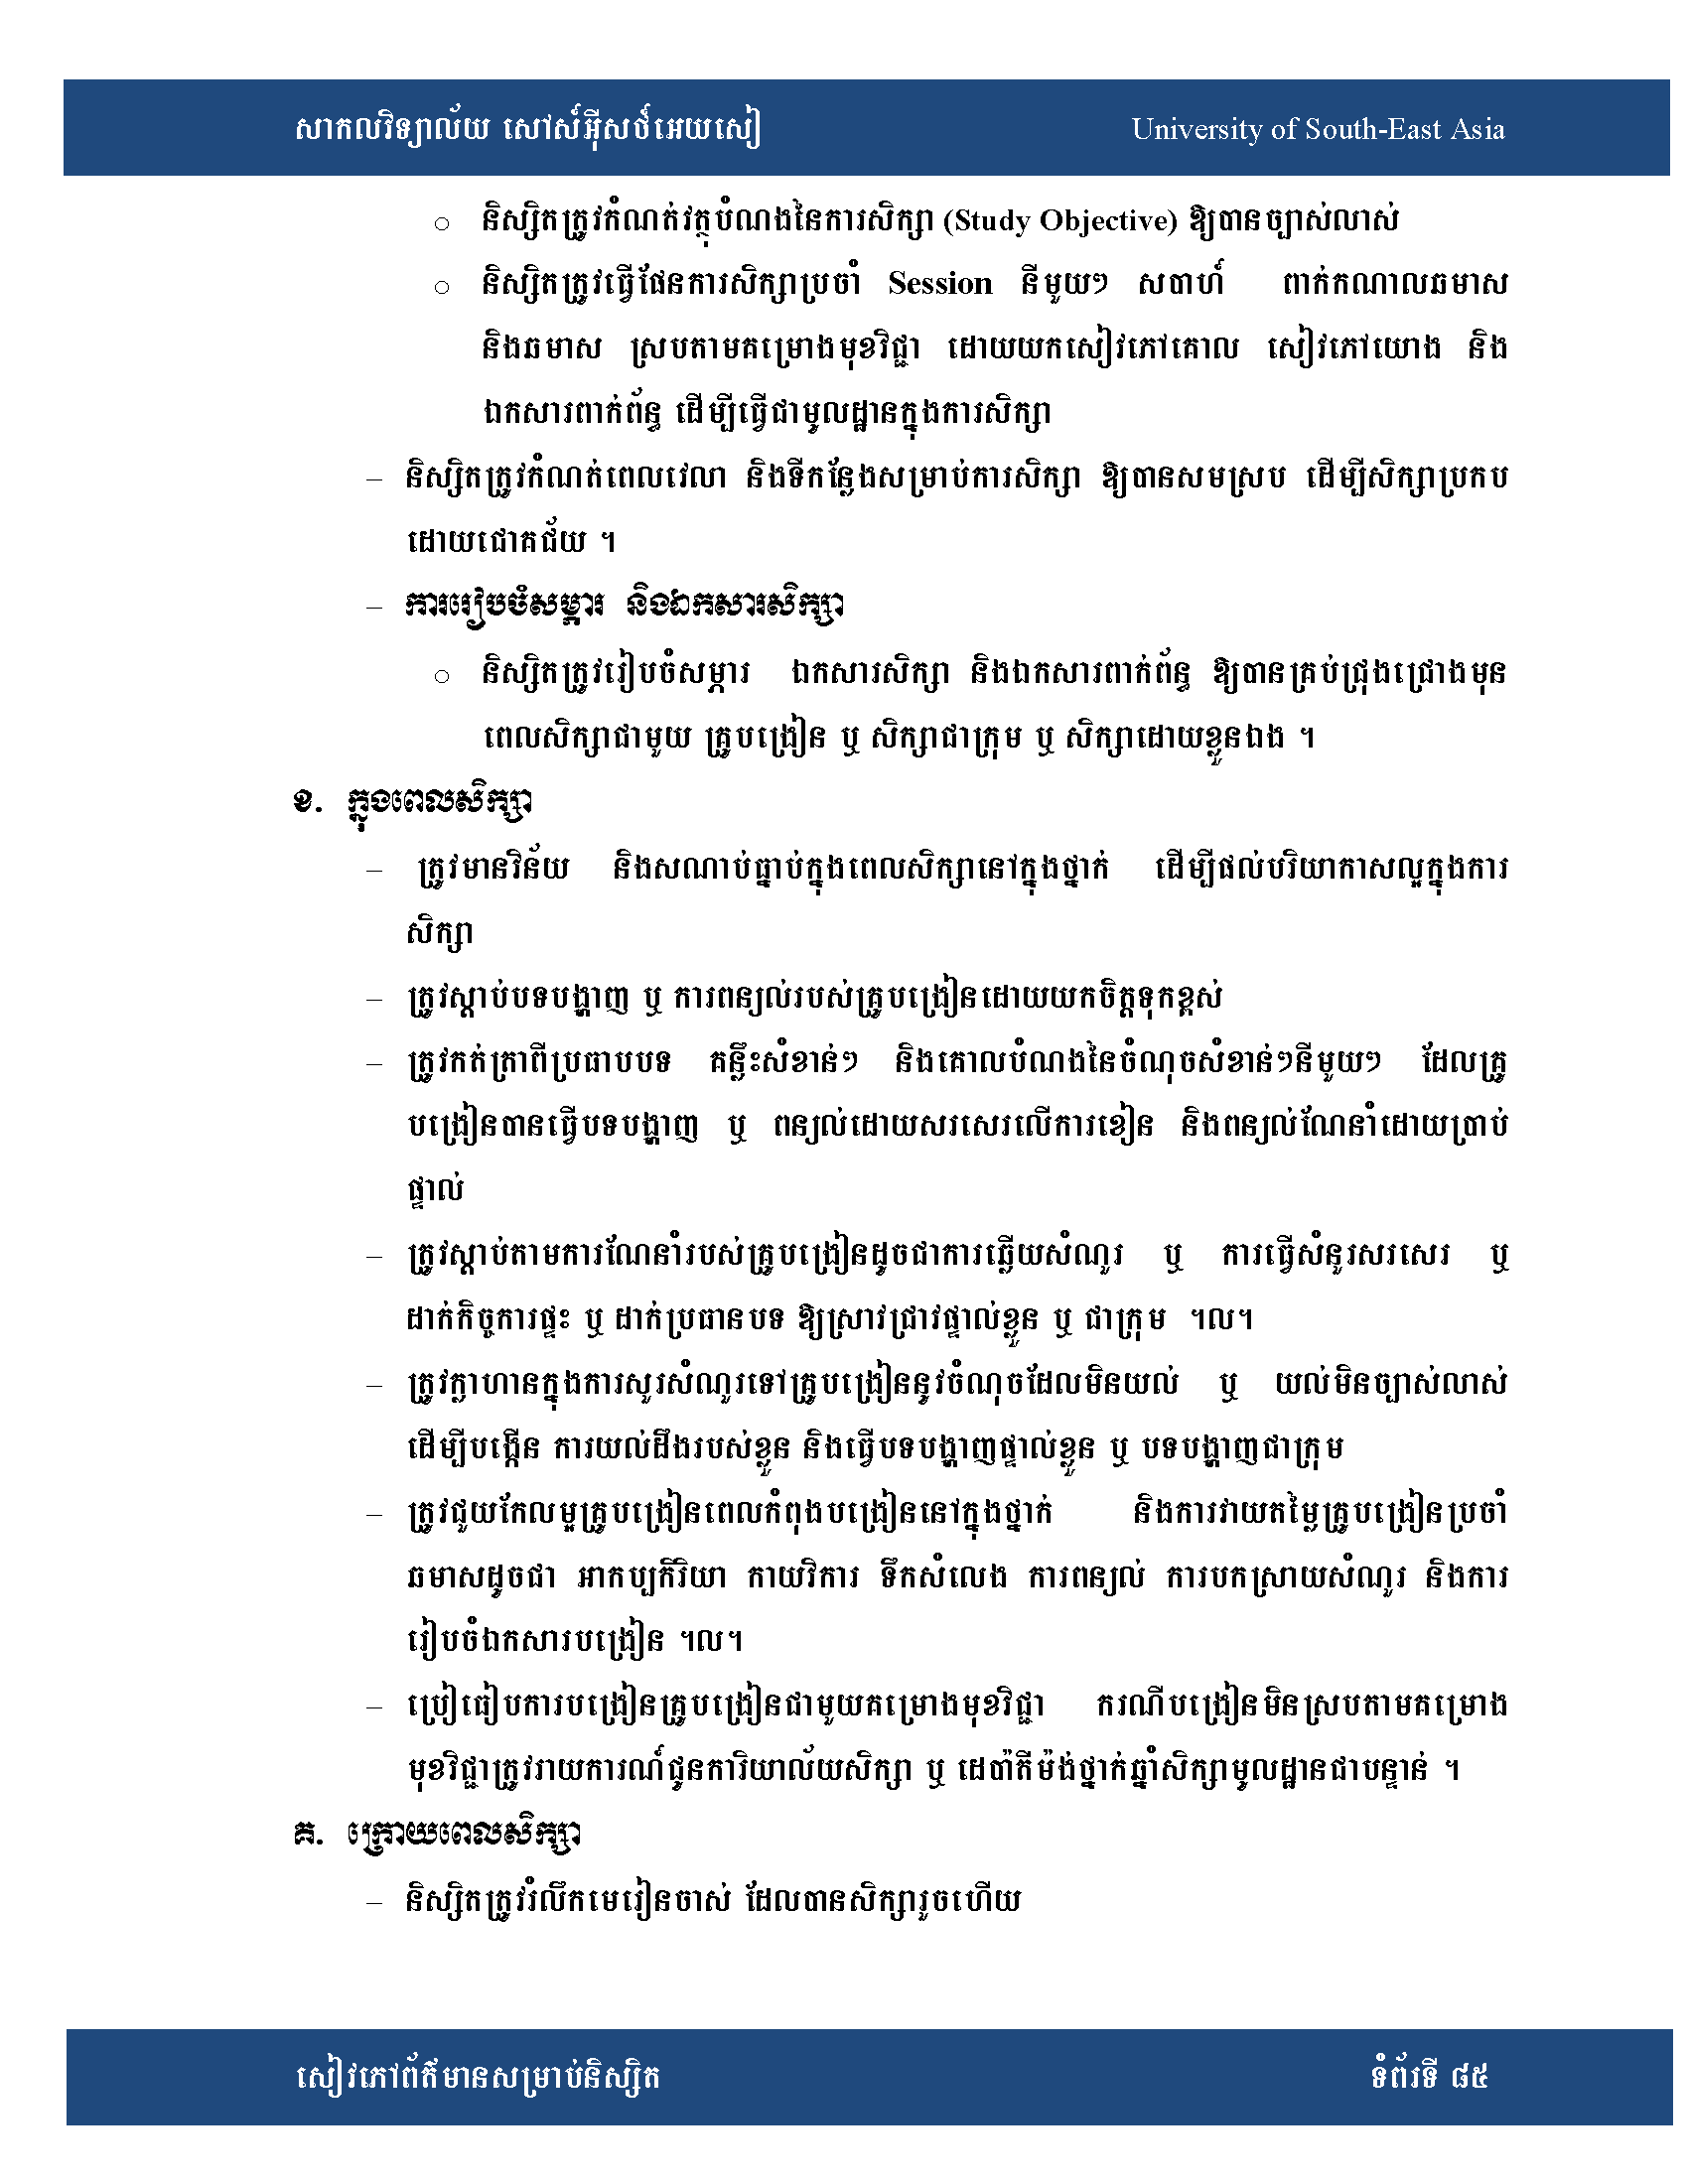 សាកលវិទ្យាល័យ សៅស៍អ៊ីសថ៍អេយសៀ University of South-East Asia
o និស្សិតត្រូវកំណត់វត្ថុបំណងនៃការសិក្សា (Study Objective) ឱ្យបានច្បាស់លាស់
o និស្សិតត្រូវធ្វើផែនការសិក្សាប្រចាំ Session នីមួយៗ សបាហ៍ ពាក់កណាលឆមាស
និងឆមាស ស្របតាមគម្រោងមុខវិជ្ជា ដោយយកសៀវភៅគោល សៀវភៅយោង និង
ឯកសារពាក់ព័ន្ធ ដើម្បីធ្វើជាមូលដ្ឋានក្នុងការសិក្សា
– និស្សិតត្រូវកំណត់ពេលវេលា និងទីកន្លែងសម្រាប់ការសិក្សា ឱ្យបានសមស្រប ដើម្បីសិក្សាប្រកប
ដោយជោគជ័យ ។
– ការរៀបចំសម្ភារ និងឯកសារសិក្សា
o និស្សិតត្រូវរៀបចំសម្ភារ ឯកសារសិក្សា និងឯកសារពាក់ព័ន្ធ ឱ្យបានគ្រប់ជ្រុងជ្រោងមុន
ពេលសិក្សាជាមួយ គ្រូបង្រៀន ឬ សិក្សាជាក្រុម ឬ សិក្សាដោយខ្លួនឯង ។
ខ. ក្នុងពេលសិក្សា
– ត្រូវមានវិន័យ និងសណាប់ធ្នាប់ក្នុងពេលសិក្សានៅក្នុងថ្នាក់ ដើម្បីផល់បរិយាកាសល្អក្នុងការ
សិក្សា
– ត្រូវស្តាប់បទបង្ហាញ ឬ ការពន្យល់របស់គ្រូបង្រៀនដោយយកចិត្តទុកខ្ពស់
– ត្រូវកត់ត្រាពីប្រធាបបទ គន្លឹះសំខាន់ៗ និងគោលបំណងនៃចំណុចសំខាន់ៗនីមួយៗ ដែលគ្រូ
បង្រៀនបានធ្វើបទបង្ហាញ ឬ ពន្យល់ដោយសរសេរលើការខៀន និងពន្យល់ណែនាំដោយប្រាប់
ផ្ទាល់
– ត្រូវស្តាប់តាមការណែនាំរបស់គ្រូបង្រៀនដូចជាការឆ្លើយសំណួរ ឬ ការធ្វើសំនួរសរសេរ ឬ
ដាក់កិច្ចការផ្ទះ ឬ ដាក់ប្រធានបទ ឱ្យស្រាវជ្រាវផ្ទាល់ខ្លួន ឬ ជាក្រុម ។ល។
– ត្រូវក្លាហានក្នុងការសួរសំណួរទៅគ្រូបង្រៀននូវចំណុចដែលមិនយល់ ឬ យល់មិនច្បាស់លាស់
ដើម្បីបង្កើន ការយល់ដឹងរបស់ខ្លួន និងធ្វើបទបង្ហាញផ្ទាល់ខ្លួន ឬ បទបង្ហាញជាក្រុម
– ត្រូវជួយកែលម្អគ្រូបង្រៀនពេលកំពុងបង្រៀននៅក្នុងថ្នាក់ និងការវាយតម្លៃគ្រូបង្រៀនប្រចាំ
ឆមាសដូចជា អាកប្បកិរិយា កាយវិការ ទឹកសំលេង ការពន្យល់ ការបកស្រាយសំណួរ និងការ
រៀបចំឯកសារបង្រៀន ។ល។
– ប្រៀធៀបការបង្រៀនគ្រូបង្រៀនជាមួយគម្រោងមុខវិជ្ជា ករណីបង្រៀនមិនស្របតាមគម្រោង
មុខវិជ្ជាត្រូវរាយការណ៍ជូនការិយាល័យសិក្សា ឬ ដេប៉ាតឺម៉ង់ថ្នាក់ឆ្នាំសិក្សាមូលដ្ឋានជាបន្ទាន់ ។
គ. ក្រោយពេលសិក្សា
– និស្សិតត្រូវរំលឹកមេរៀនចាស់ ដែលបានសិក្សារួចហើយ
សៀវភៅព័ត៌មានសម្រាប់និស្សិត ទំព័រទី ៨៥